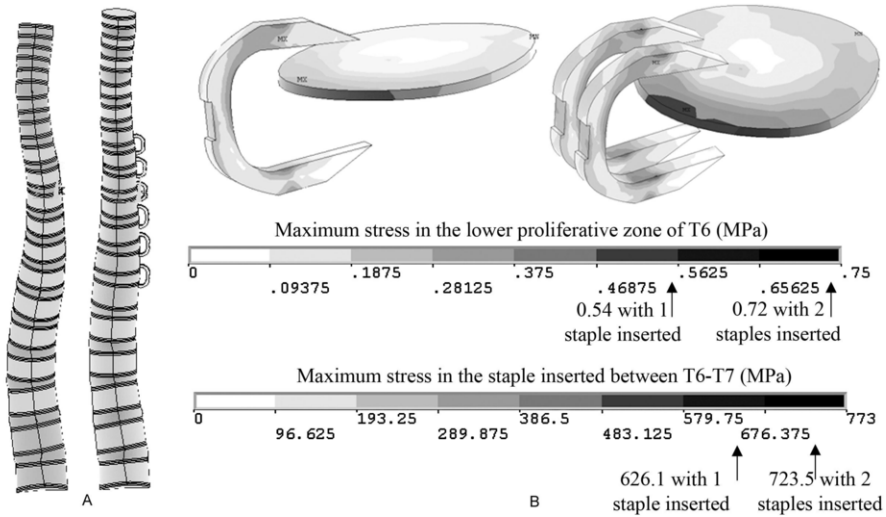 MX
MX
MX
MX
MX
MX
Maximum stress in the lower proliferative zone of T6 (MPa)
0 .1875 .375 .5625 .75
.09375 .28125 .46875 .65625
0.54 with 1 0.72 with 2
staple inserted staples inserted
Maximum stress in the staple inserted between T6-T7 (MPa)
0 193.25 386.5 579.75 773
96.625 289.875 483.125 676.375
626.1 with 1 723.5 with 2
staple inserted staples inserted
A B